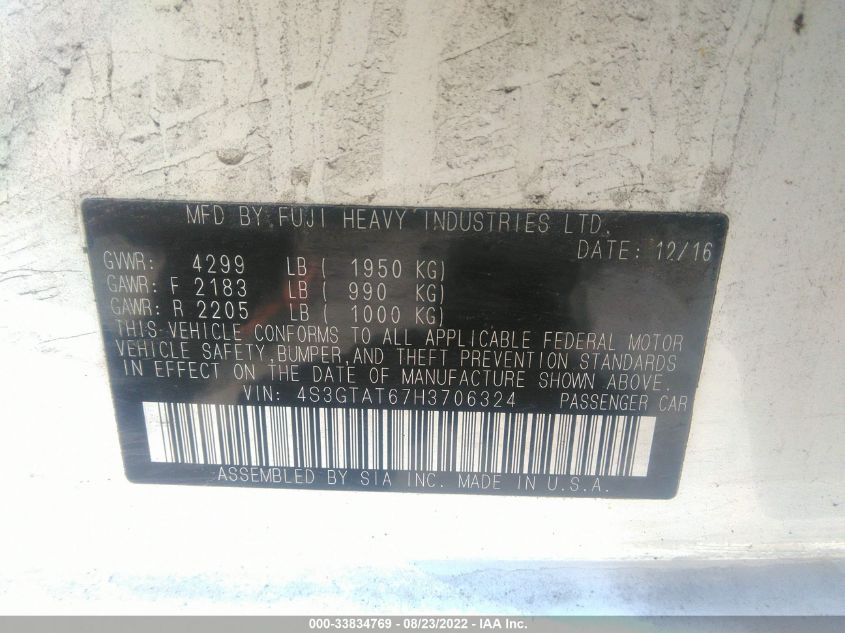 MFD BY FUJI HEAVY INDUSTRIES LTD.
DATE: 12/16
GVWR: 4299 LB ( 1950 KG)
GAWR: F 2183 LB ( 990 KG)
GAWR: R 2205 LB ( 1000 KG)
THIS VEHICLE CONFORMS TO ALL APPLICABLE FEDERAL MOTOR
VEHICLE SAFETY,BUMPER,AND THEFT PREVENTION STANDARDS
IN EFFECT ON THE DATE OF MANUFACTURE SHOWN ABOVE.
VIN: 4S3GTAT67H3706324 PASSENGER CAR
ASSEMBLED BY SIA INC. MADE IN U.S.A.
000-33834769 - 08/23/2022 - IAA Inc.